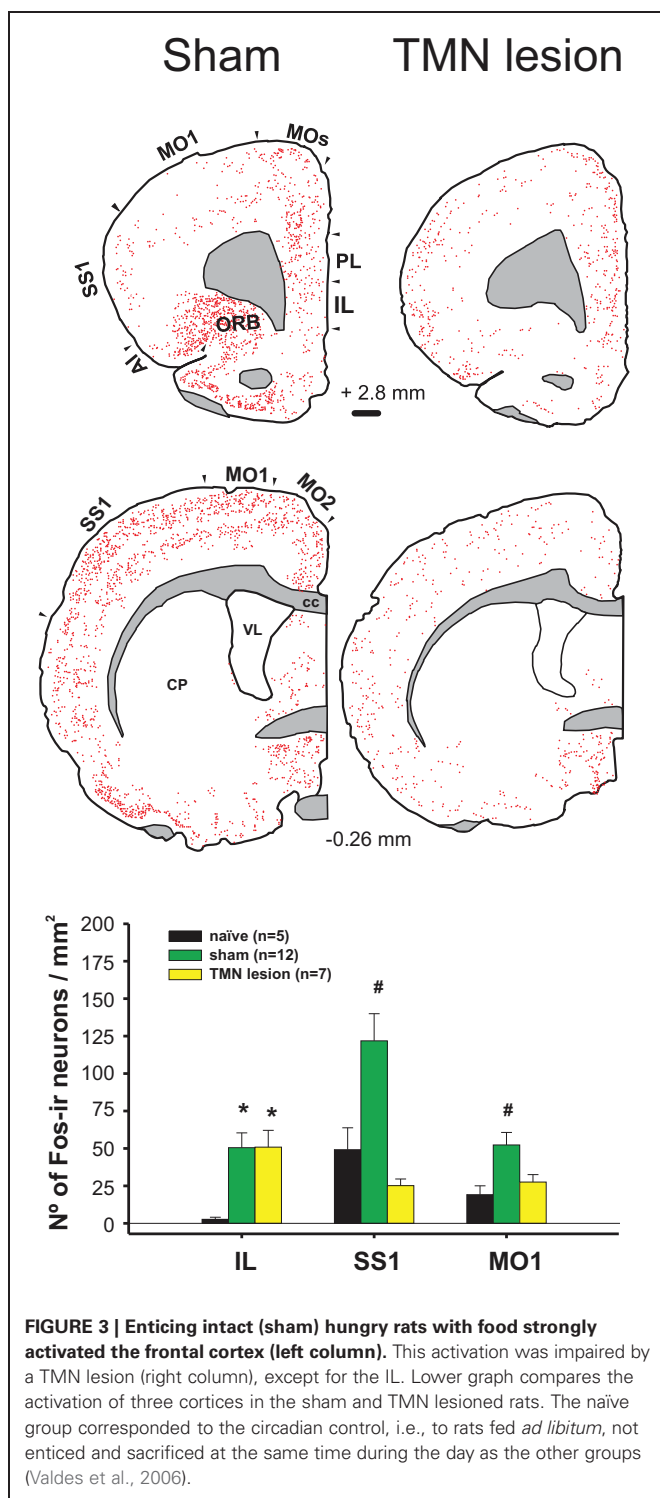 Sham
TMN lesion
MO1
MOs
SS1
PL
IL
ORB
AI
+ 2.8 mm
SS1
MO1
MO2
cc
VL
CP
-0.26 mm
Nº of Fos-ir neurons / mm²
200
175
150
125
100
75
50
25
0
naïve (n=5)
sham (n=12)
TMN lesion (n=7)
* *
#
#
IL
SS1
MO1
FIGURE 3 | Enticing intact (sham) hungry rats with food strongly
activated the frontal cortex (left column). This activation was impaired by
a TMN lesion (right column), except for the IL. Lower graph compares the
activation of three cortices in the sham and TMN lesioned rats. The naïve
group corresponded to the circadian control, i.e., to rats fed ad libitum, not
enticed and sacrificed at the same time during the day as the other groups
(Valdes et al., 2006).